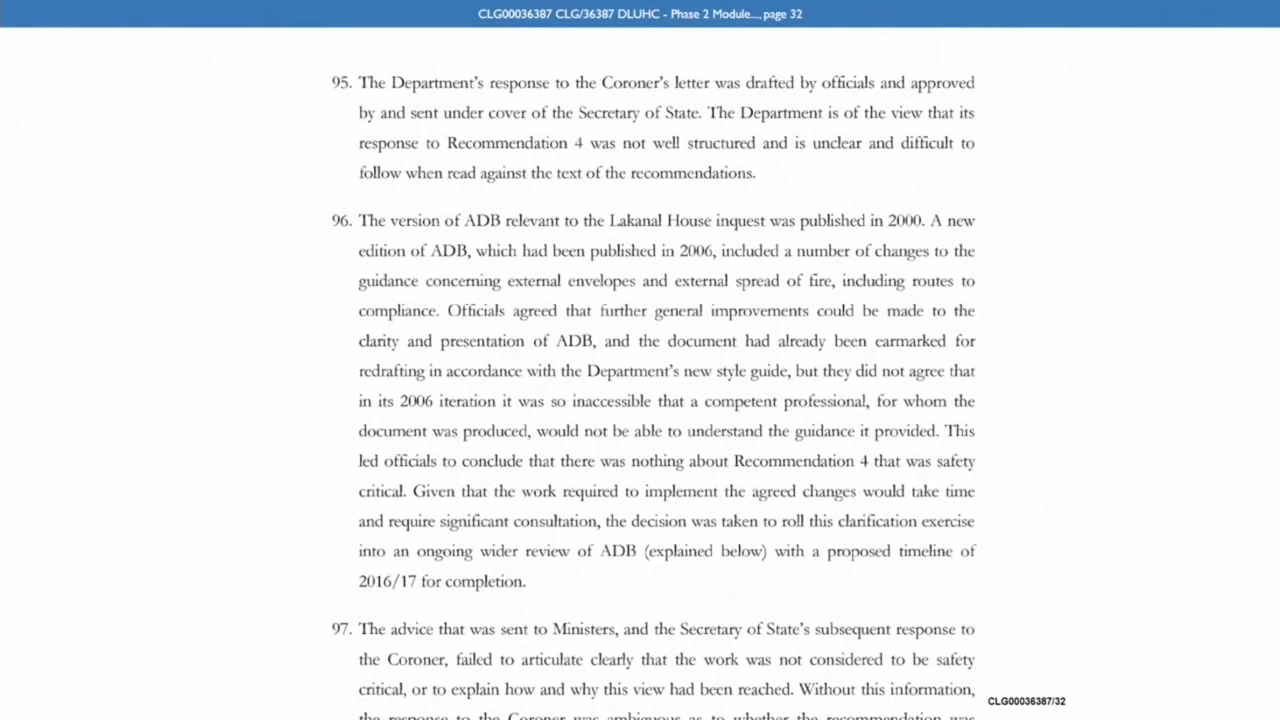 CLG00036387 CLG/36387 DLUHC - Phase 2 Module..., page 32
95. The Department's response to the Coroner's letter was drafted by officials and approved
by and sent under cover of the Secretary of State. The Department is of the view that its
response to Recommendation 4 was not well structured and is unclear and difficult to
follow when read against the text of the recommendations.
96. The version of ADB relevant to the Lakanal House inquest was published in 2000. A new
edition of ADB, which had been published in 2006, included a number of changes to the
guidance concerning external envelopes and external spread of fire, including routes to
compliance. Officials agreed that further general improvements could be made to the
clarity and presentation of ADB, and the document had already been earmarked for
redrafting in accordance with the Department's new style guide, but they did not agree that
in its 2006 iteration it was so inaccessible that a competent professional, for whom the
document was produced, would not be able to understand the guidance it provided. This
led officials to conclude that there was nothing about Recommendation 4 that was safety
critical. Given that the work required to implement the agreed changes would take time
and require significant consultation, the decision was taken to roll this clarification exercise
into an ongoing wider review of ADB (explained below) with a proposed timeline of
2016/17 for completion.
97. The advice that was sent to Ministers, and the Secretary of State's subsequent response to
the Coroner, failed to articulate clearly that the work was not considered to be safety
critical, or to explain how and why this view had been reached. Without this information,
the response to the Coroner was ambiguous as to whether the recommendation was
CLG00036387/32